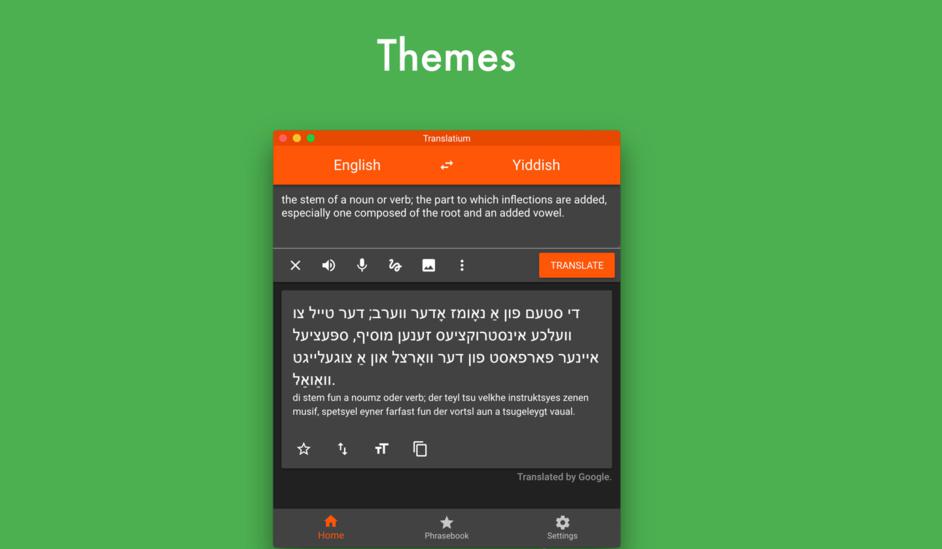 Themes
Translatium
English
Yiddish
the stem of a noun or verb; the part to which inflections are added,
especially one composed of the root and an added vowel.
TRANSLATE
די סטעם פון אַ נאָומז אָדער ווערב; דער טייל צו
וועלכע אינסטרוקציעס זענען מוסיף, ספּעציעל
איינער פארפאסט פון דער וואָרצל און אַ צוגעלייגט
וואַואַל.
di stem fun a noumz oder verb; der teyl tsu velkhe instruktsyes zenen
musif, spetsyel eyner farfast fun der vortsl aun a tsugeleygt vaual.
Translated by Google.
Home
Phrasebook
Settings